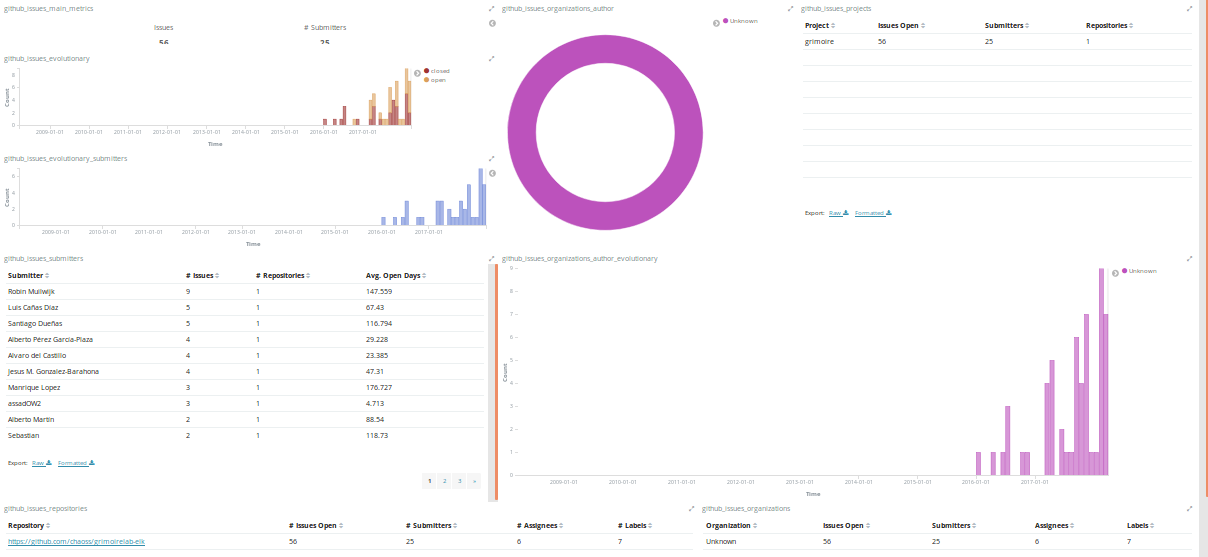 github_issues_main_metrics
Issues # Submitters
56 25
github_issues_evolutionary
closed
open
Count
8
6
4
2
0
2009-01-01 2010-01-01 2011-01-01 2012-01-01 2013-01-01 2014-01-01 2015-01-01 2016-01-01 2017-01-01
Time
github_issues_evolutionary_submitters
Count
6
4
2
0
2009-01-01 2010-01-01 2011-01-01 2012-01-01 2013-01-01 2014-01-01 2015-01-01 2016-01-01 2017-01-01
Time
github_issues_organizations_author
Unknown
github_issues_projects
Project Issues Open Submitters Repositories
grimoire 56 25 1
Export: Raw Formatted
github_issues_submitters
Submitter # Issues # Repositories Avg. Open Days
Robin Muilwijk 9 1 147.559
Luis Cañas Díaz 5 1 67.43
Santiago Dueñas 5 1 116.794
Alberto Pérez García-Plaza 4 1 29.228
Alvaro del Castillo 4 1 23.385
Jesus M. Gonzalez-Barahona 4 1 47.31
Manrique Lopez 3 1 176.727
assadOW2 3 1 4.713
Alberto Martín 2 1 88.54
Sebastian 2 1 118.73
Export: Raw Formatted
1 2 3 »
github_issues_organizations_author_evolutionary
Unknown
Count
9
8
7
6
5
4
3
2
1
0
2009-01-01 2010-01-01 2011-01-01 2012-01-01 2013-01-01 2014-01-01 2015-01-01 2016-01-01 2017-01-01
Time
github_issues_repositories
Repository # Issues Open # Submitters # Assignees # Labels
https://github.com/chaoss/grimoirelab-elk 56 25 6 7
github_issues_organizations
Organization Issues Open Submitters Assignees Labels
Unknown 56 25 6 7